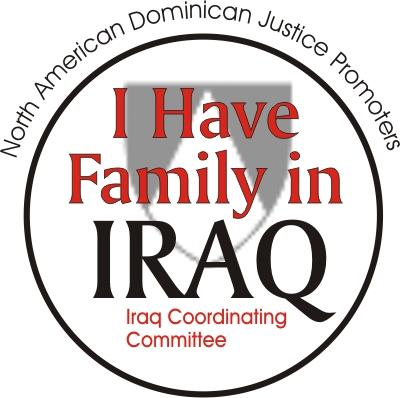 North American Dominican Justice Promoters
I Have
Family in
IRAQ
Iraq Coordinating
Committee